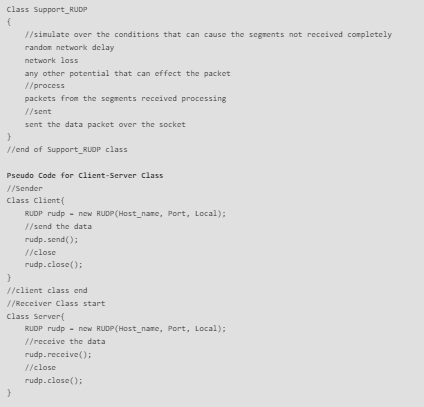 Class Support_RUDP
{
//simulate over the conditions that can cause the segments not received completely
random network delay
network loss
any other potential that can effect the packet
//process
packets from the segments received processing
//sent
sent the data packet over the socket
}
//end of Support_RUDP class
Pseudo Code for Client-Server Class
//Sender
Class Client{
RUDP rudp = new RUDP(Host_name, Port, Local);
//send the data
rudp.send();
//close
rudp.close();
}
//client class end
//Receiver Class start
Class Server{
RUDP rudp = new RUDP(Host_name, Port, Local);
//receive the data
rudp.receive();
//close
rudp.close();
}